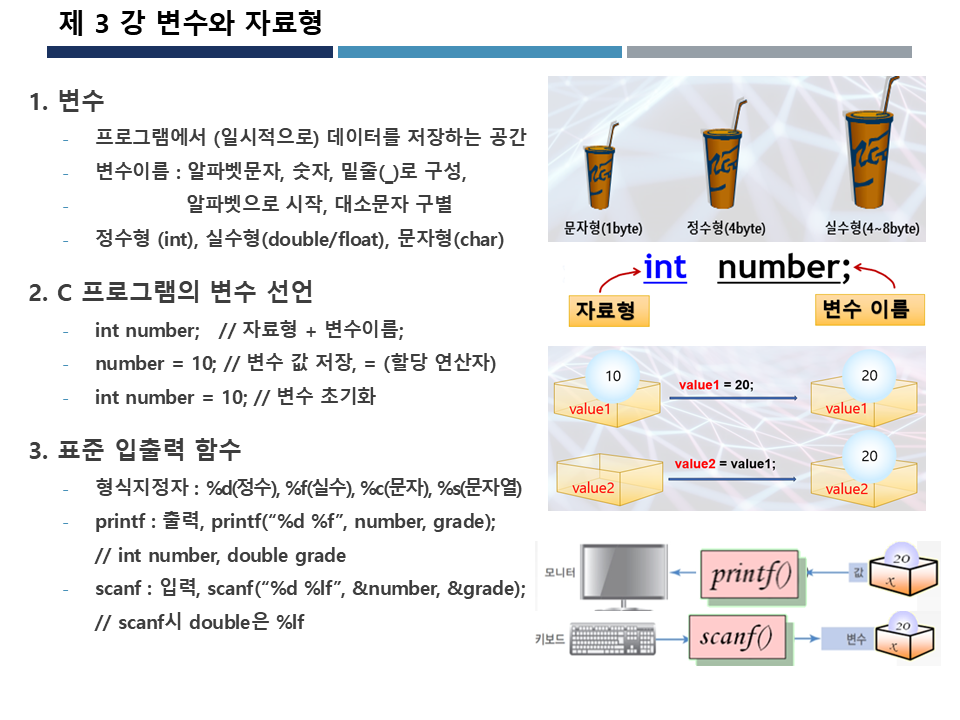 제 3 강 변수와 자료형
1. 변수
- 프로그램에서 (일시적으로) 데이터를 저장하는 공간
- 변수이름 : 알파벳문자, 숫자, 밑줄(_)로 구성,
- 알파벳으로 시작, 대소문자 구별
- 정수형 (int), 실수형(double/float), 문자형(char)
2. C 프로그램의 변수 선언
- int number; // 자료형 + 변수이름;
- number = 10; // 변수 값 저장, = (할당 연산자)
- int number = 10; // 변수 초기화
3. 표준 입출력 함수
- 형식지정자 : %d(정수), %f(실수), %c(문자), %s(문자열)
- printf : 출력, printf(“%d %f”, number, grade);
// int number, double grade
- scanf : 입력, scanf(“%d %lf”, &number, &grade);
// scanf시 double은 %lf
문자형(1byte) 정수형(4byte) 실수형(4~8byte)
int number;
자료형 변수 이름
10 20
value1 = 20;
value1 value1
20
value2 = value1;
value2 value2
모니터 printf() 값 20
x
키보드 scanf() 변수 20
x